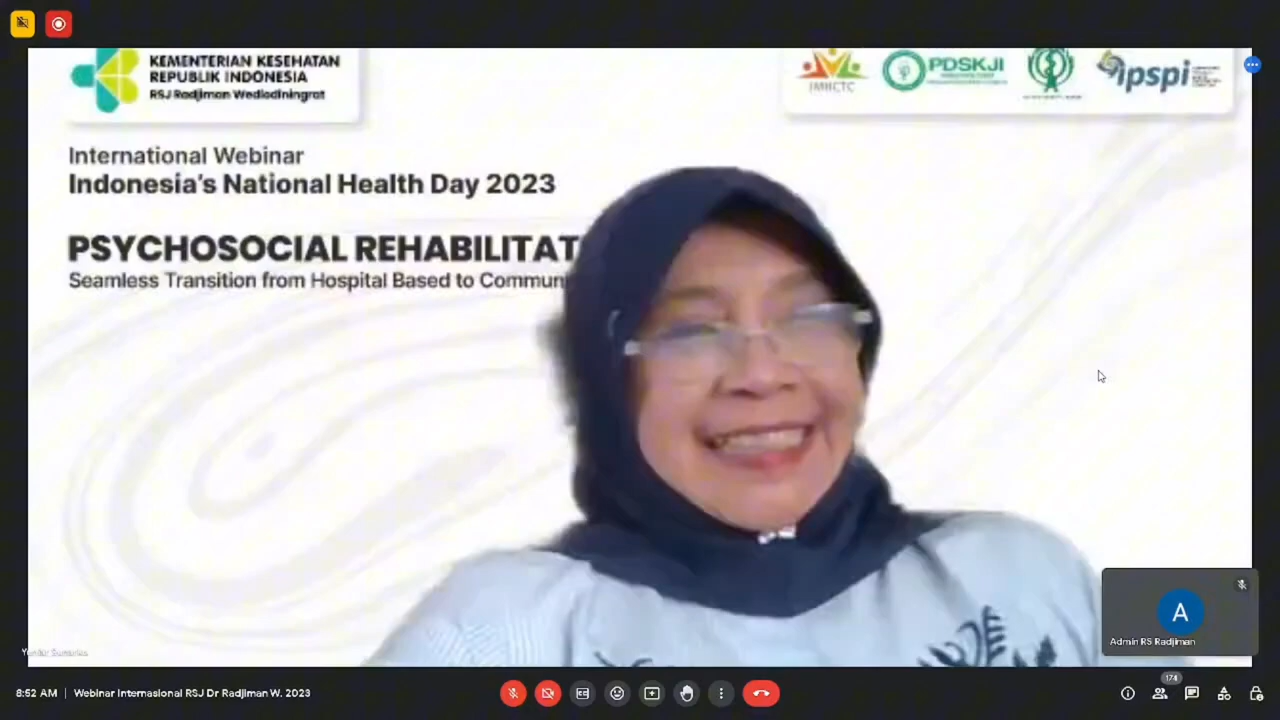 KEMENTERIAN KESEHATAN
REPUBLIK INDONESIA
RSJ Radjiman Wediodiningrat
IMHCTC
PDSKJI
ipspi
International Webinar
Indonesia's National Health Day 2023
PSYCHOSOCIAL REHABILITAT
Seamless Transition from Hospital Based to Commun
A
Admin RS Radjiman
8:52 AM | Webinar Internasional RSJ Dr Radjiman W. 2023
174